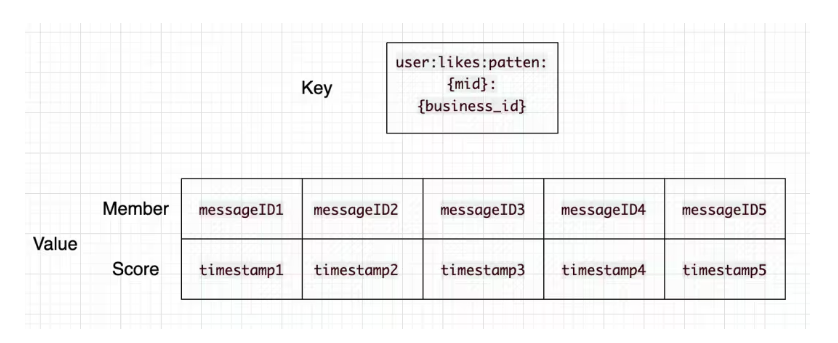 Key
user:likes:patten:
{mid}:
{business_id}
Value
Member messageID1 messageID2 messageID3 messageID4 messageID5
Score timestamp1 timestamp2 timestamp3 timestamp4 timestamp5